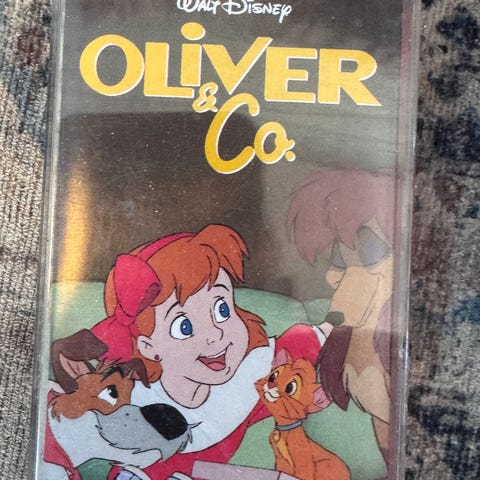 Walt Disney
OLIVER
&
Co.